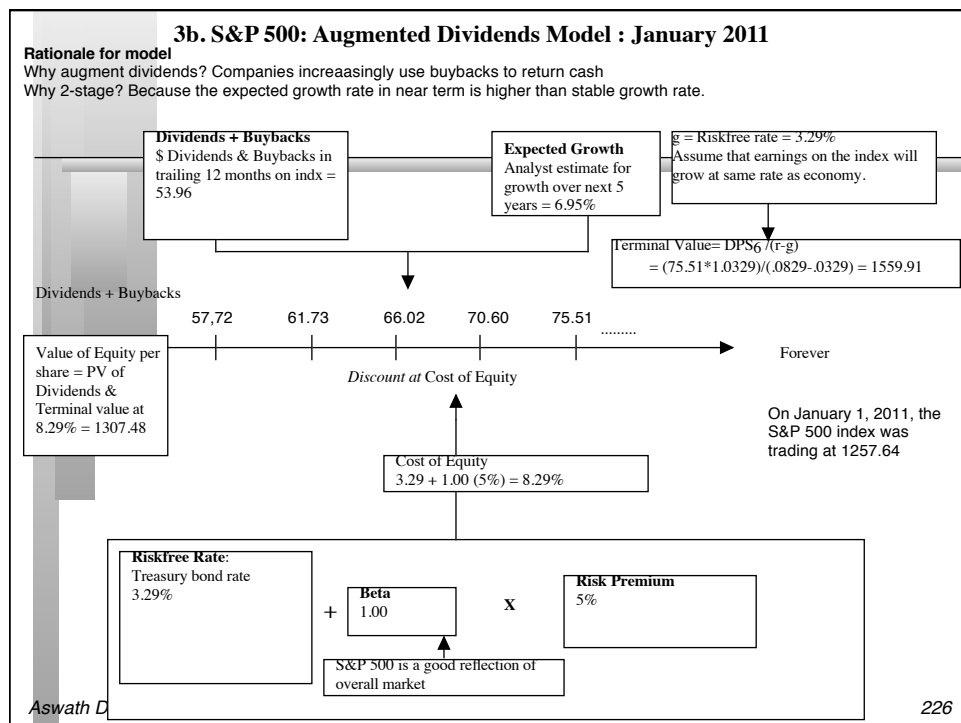 3b. S&P 500: Augmented Dividends Model : January 2011
Rationale for model
Why augment dividends? Companies increaasingly use buybacks to return cash
Why 2-stage? Because the expected growth rate in near term is higher than stable growth rate.
Dividends + Buybacks
$ Dividends & Buybacks in
trailing 12 months on indx =
53.96
Expected Growth
Analyst estimate for
growth over next 5
years = 6.95%
g = Riskfree rate = 3.29%
Assume that earnings on the index will
grow at same rate as economy.
Terminal Value= DPS6 /(r-g)
= (75.51*1.0329)/(.0829-.0329) = 1559.91
Dividends + Buybacks
57,72 61.73 66.02 70.60 75.51 .........
Forever
Value of Equity per
share = PV of
Dividends &
Terminal value at
8.29% = 1307.48
Discount at Cost of Equity
On January 1, 2011, the
S&P 500 index was
trading at 1257.64
Cost of Equity
3.29 + 1.00 (5%) = 8.29%
Riskfree Rate:
Treasury bond rate
3.29%
+
Beta
1.00
X
Risk Premium
5%
S&P 500 is a good reflection of
overall market
Aswath D
226